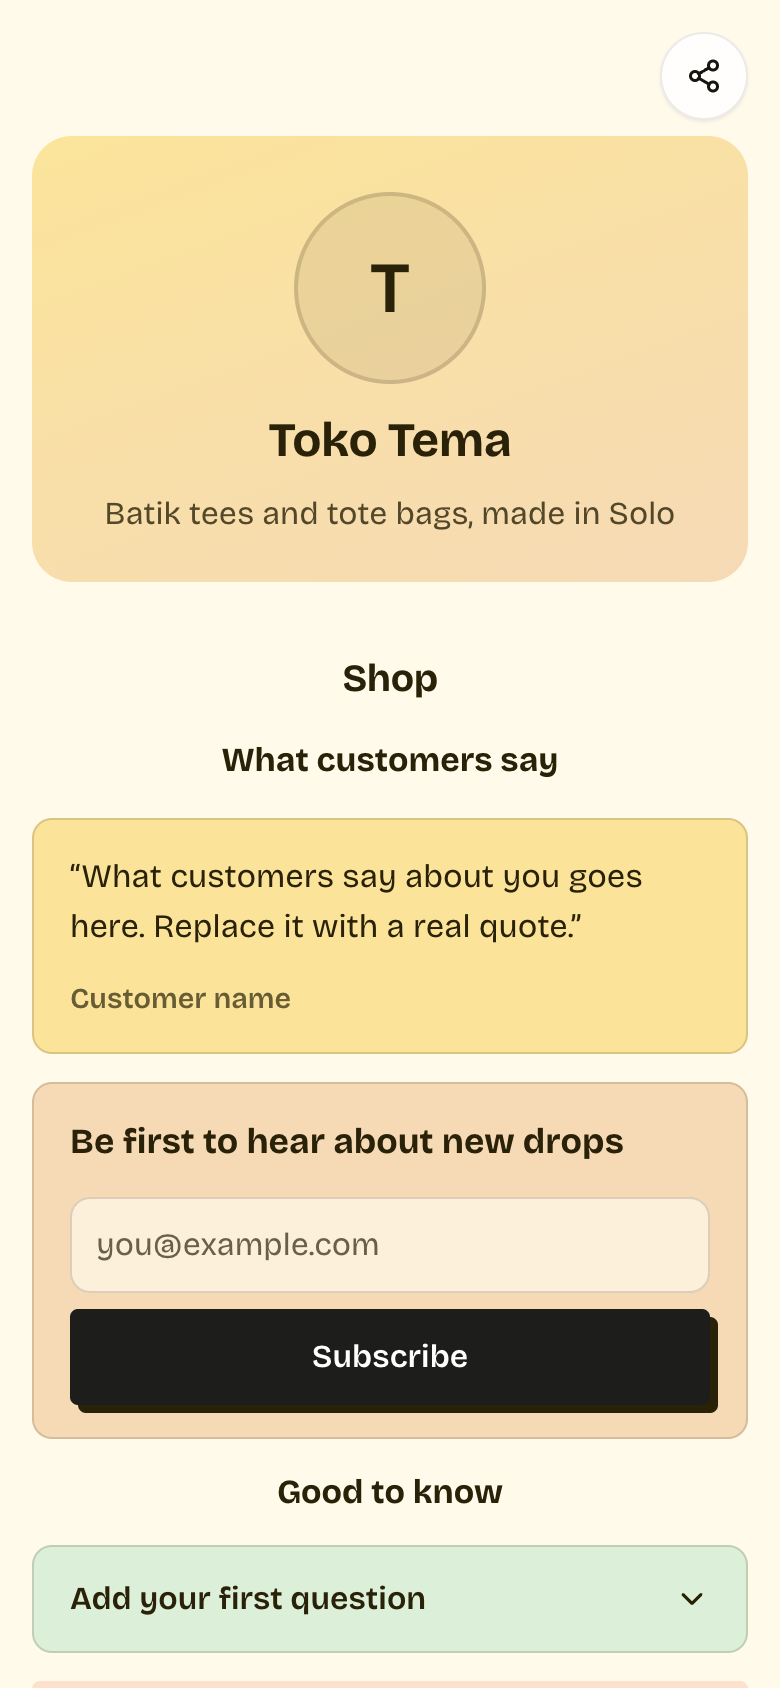 T
Toko Tema
Batik tees and tote bags, made in Solo
Shop
What customers say
“What customers say about you goes
here. Replace it with a real quote.”
Customer name
Be first to hear about new drops
you@example.com
Subscribe
Good to know
Add your first question